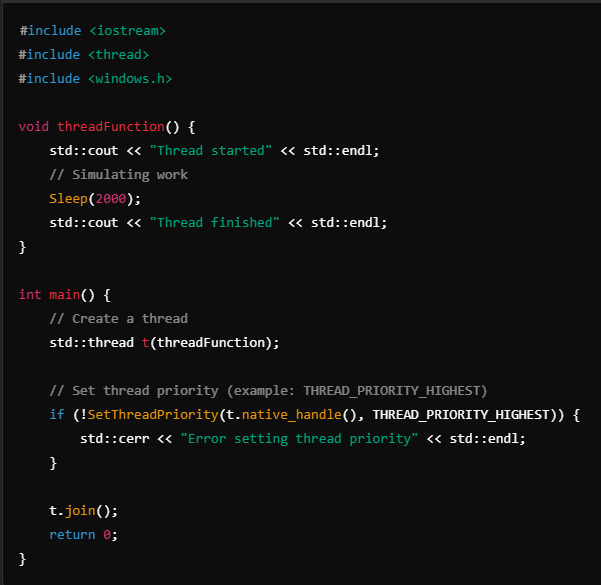 #include <iostream>
#include <thread>
#include <windows.h>

void threadFunction() {
    std::cout << "Thread started" << std::endl;
    // Simulating work
    Sleep(2000);
    std::cout << "Thread finished" << std::endl;
}

int main() {
    // Create a thread
    std::thread t(threadFunction);

    // Set thread priority (example: THREAD_PRIORITY_HIGHEST)
    if (!SetThreadPriority(t.native_handle(), THREAD_PRIORITY_HIGHEST)) {
        std::cerr << "Error setting thread priority" << std::endl;
    }

    t.join();
    return 0;
}